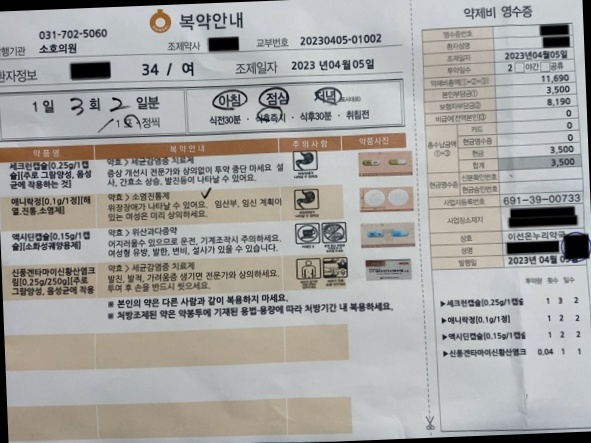 복약안내
031-702-5060
발행기관 소호의원 조제약사 교부번호 20230405-01002
환자정보 34 / 여 조제일자 2023 년04월05일
1일 3회 2일분
아침 점심 저녁
식전30분 식후즉시 식후30분 취침전
약품명 복약안내 주의사항 약품사진
세크런캡슐[0.25g/1캡슐][주로 그람양성, 음성균에 작용하는 것]
약효 > 세균감염증 치료제
증상 개선시 전문가와 상의없이 투약 중단 마세요. 설사, 간효소 상승, 발진등이 나타날 수 있어요.
애니락정[0.1g/1정][해열.진통.소염제]
약효 > 소염진통제
위장장애가 나타날 수 있어요. 임산부, 임신 계획이 있는 여성은 미리 상의하세요.
액시딘캡슐[0.15g/1캡슐][소화성궤양용제]
약효 > 위산과다증약
어지러울수 있으므로 운전, 기계조작시 주의하세요.
여성형 유방, 발한, 변비, 설사가 있을 수 있습니다.
신풍겐타마이신황산염크림[0.25g/250g][주로 그람양성, 음성균에 작용
약효 > 세균감염증 치료제
발진, 발적, 가려움증 생기면 전문가와 상의하세요.
투여 후 손을 반드시 씻으세요.
※ 본인의 약은 다른 사람과 같이 복용하지 마세요.
※ 처방조제된 약은 약봉투에 기재된 용법·용량에 따라 처방기간 내 복용하세요.
약제비 영수증
영수증번호
환자성명
조제일자 2023년04월05일
투약일수 2 야간 공휴
약제비총액(①+②+③) 11,690
본인부담금① 3,500
보험자부담금② 8,190
비급여(전액본인)③ 0
총수납금액 ①+③
카드 0
현금영수증 0
현금 3,500
합계 3,500
현금영수증 신분확인번호
현금승인번호
사업자등록번호 691-39-00733
사업장소재지
상호 이선온누리약국
성명
발행일 2023년 04월 05일
투약량 횟수 일수
▶세크런캡슐[0.25g/1캡슐 1 3 2
▶애니락정[0.1g/1정] 1 2 2
▶액시딘캡슐[0.15g/1캡슐 1 2 2
▶신풍겐타마이신황산염크 0.04 1 1